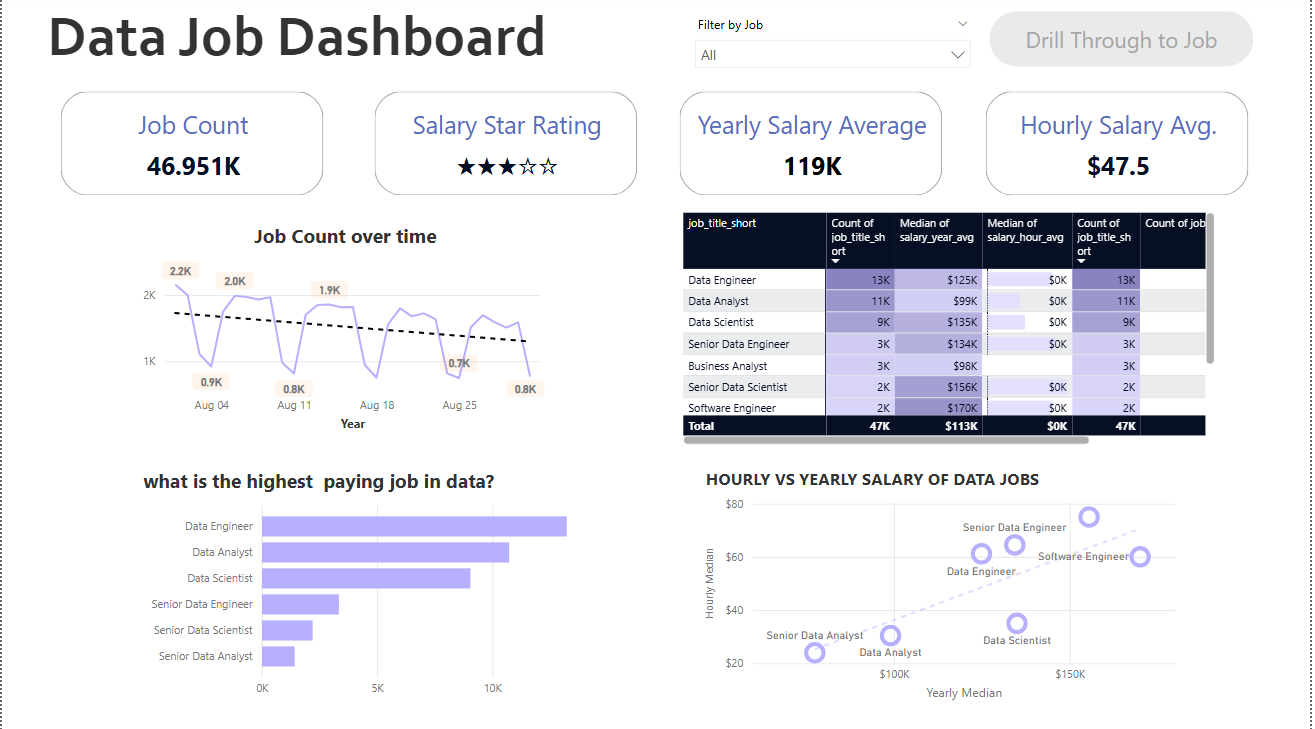 Data Job Dashboard
Filter by Job
All
Drill Through to Job
Job Count
46.951K
Salary Star Rating
★★★☆☆
Yearly Salary Average
119K
Hourly Salary Avg.
$47.5
Job Count over time
2.2K
2.0K
1.9K
2K
1K
0.9K
0.8K
0.7K
0.8K
Aug 04 Aug 11 Aug 18 Aug 25
Year
job_title_short Count of job_title_sh ort Median of salary_year_avg Median of salary_hour_avg Count of job_title_sh ort Count of job
Data Engineer 13K $125K $0K 13K
Data Analyst 11K $99K $0K 11K
Data Scientist 9K $135K $0K 9K
Senior Data Engineer 3K $134K $0K 3K
Business Analyst 3K $98K 3K
Senior Data Scientist 2K $156K $0K 2K
Software Engineer 2K $170K $0K 2K
Total 47K $113K $0K 47K
what is the highest  paying job in data?
Data Engineer
Data Analyst
Data Scientist
Senior Data Engineer
Senior Data Scientist
Senior Data Analyst
0K 5K 10K
HOURLY VS YEARLY SALARY OF DATA JOBS
$80
$60
$40
$20
Hourly Median
Senior Data Engineer
Software Engineer
Data Engineer
Senior Data Analyst
Data Scientist
Data Analyst
$100K $150K
Yearly Median